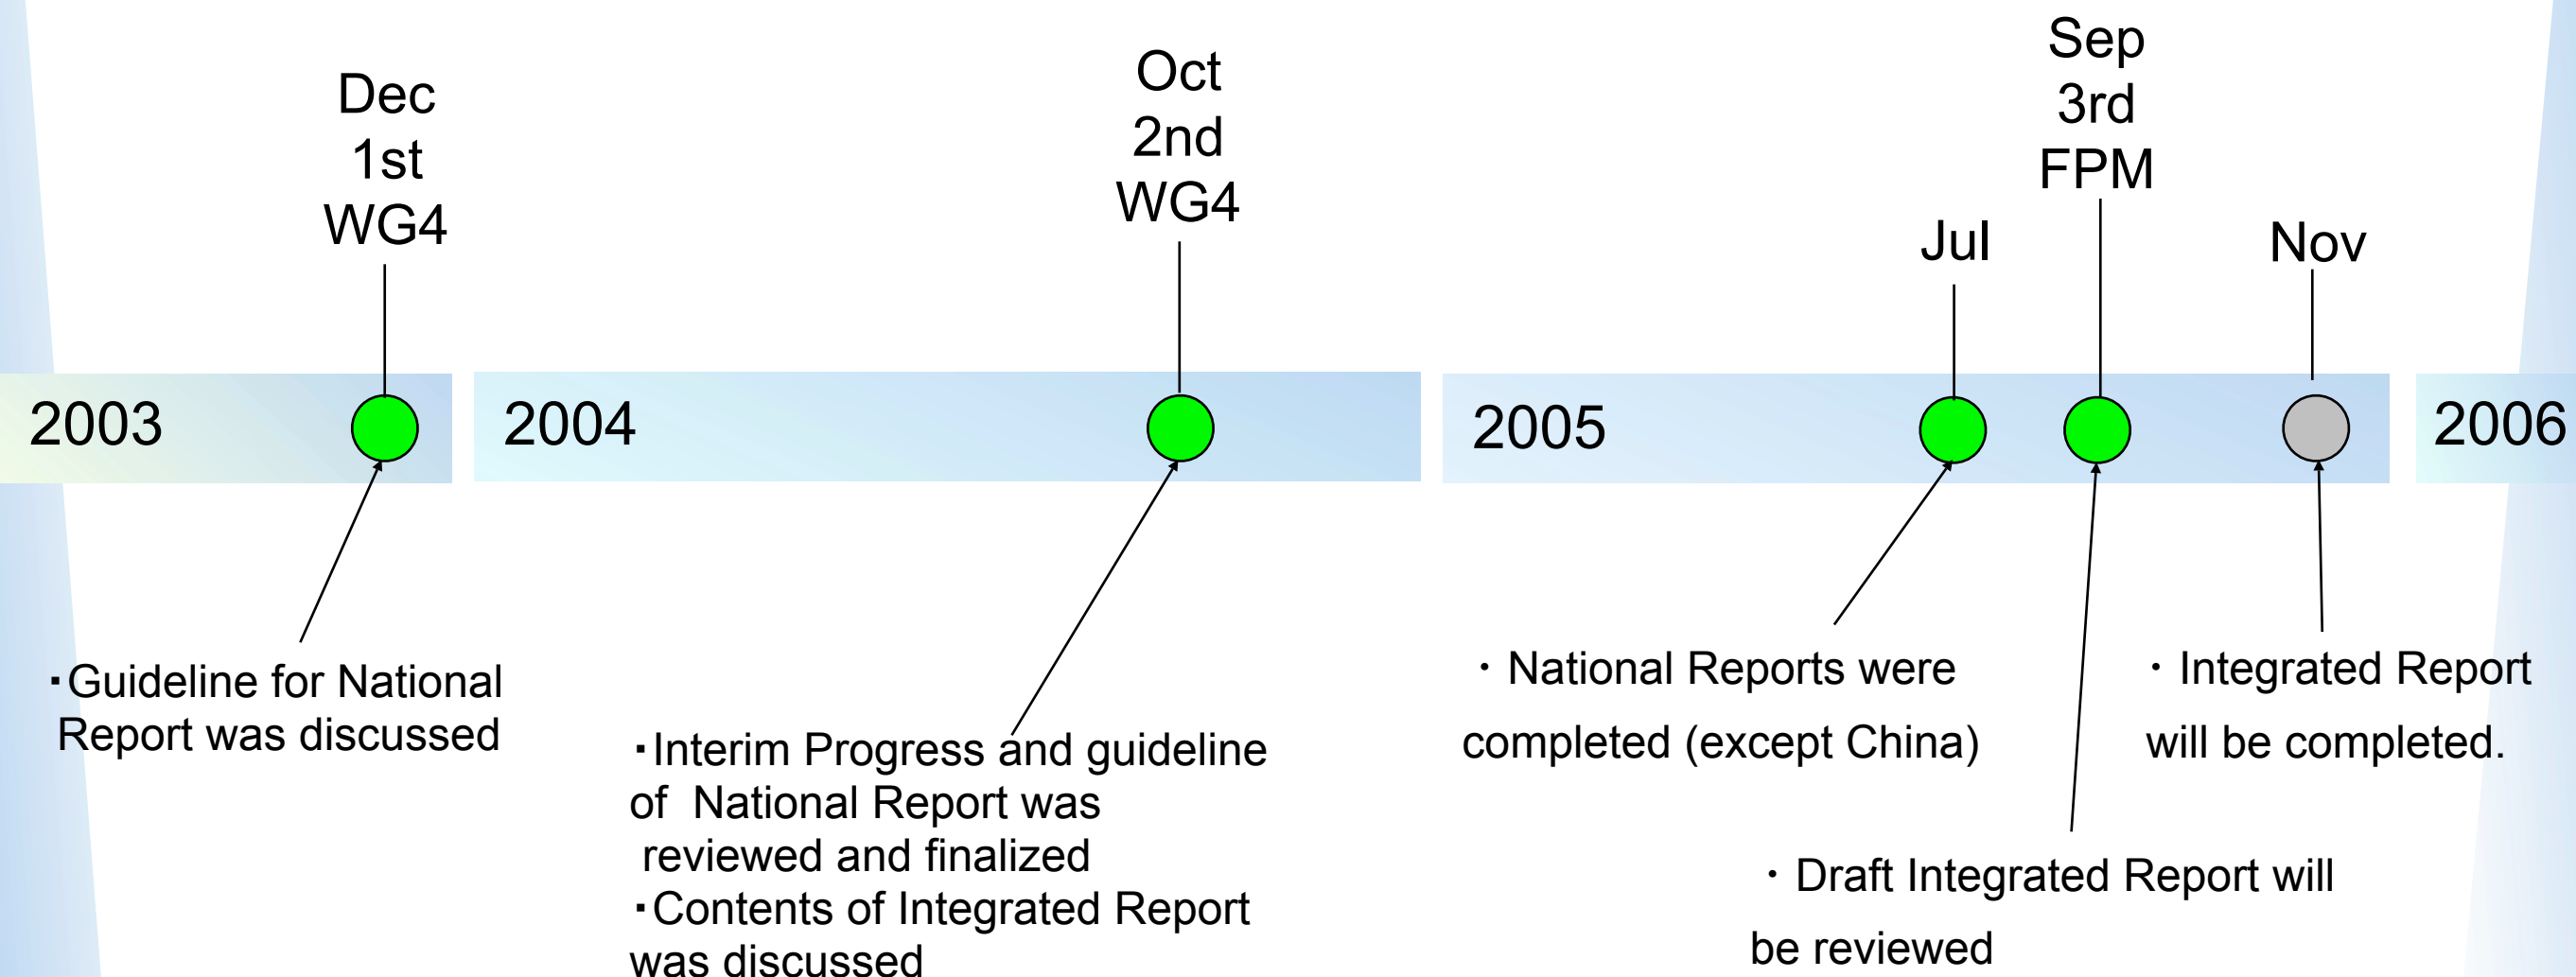 Dec
1st
WG4
Oct
2nd
WG4
Sep
3rd
FPM
Jul
Nov
2003
2004
2005
2006
▪Guideline for National
Report was discussed
▪Interim Progress and guideline
of National Report was
reviewed and finalized
▪Contents of Integrated Report
was discussed
・National Reports were
completed (except China)
・Draft Integrated Report will
be reviewed
・Integrated Report
will be completed.